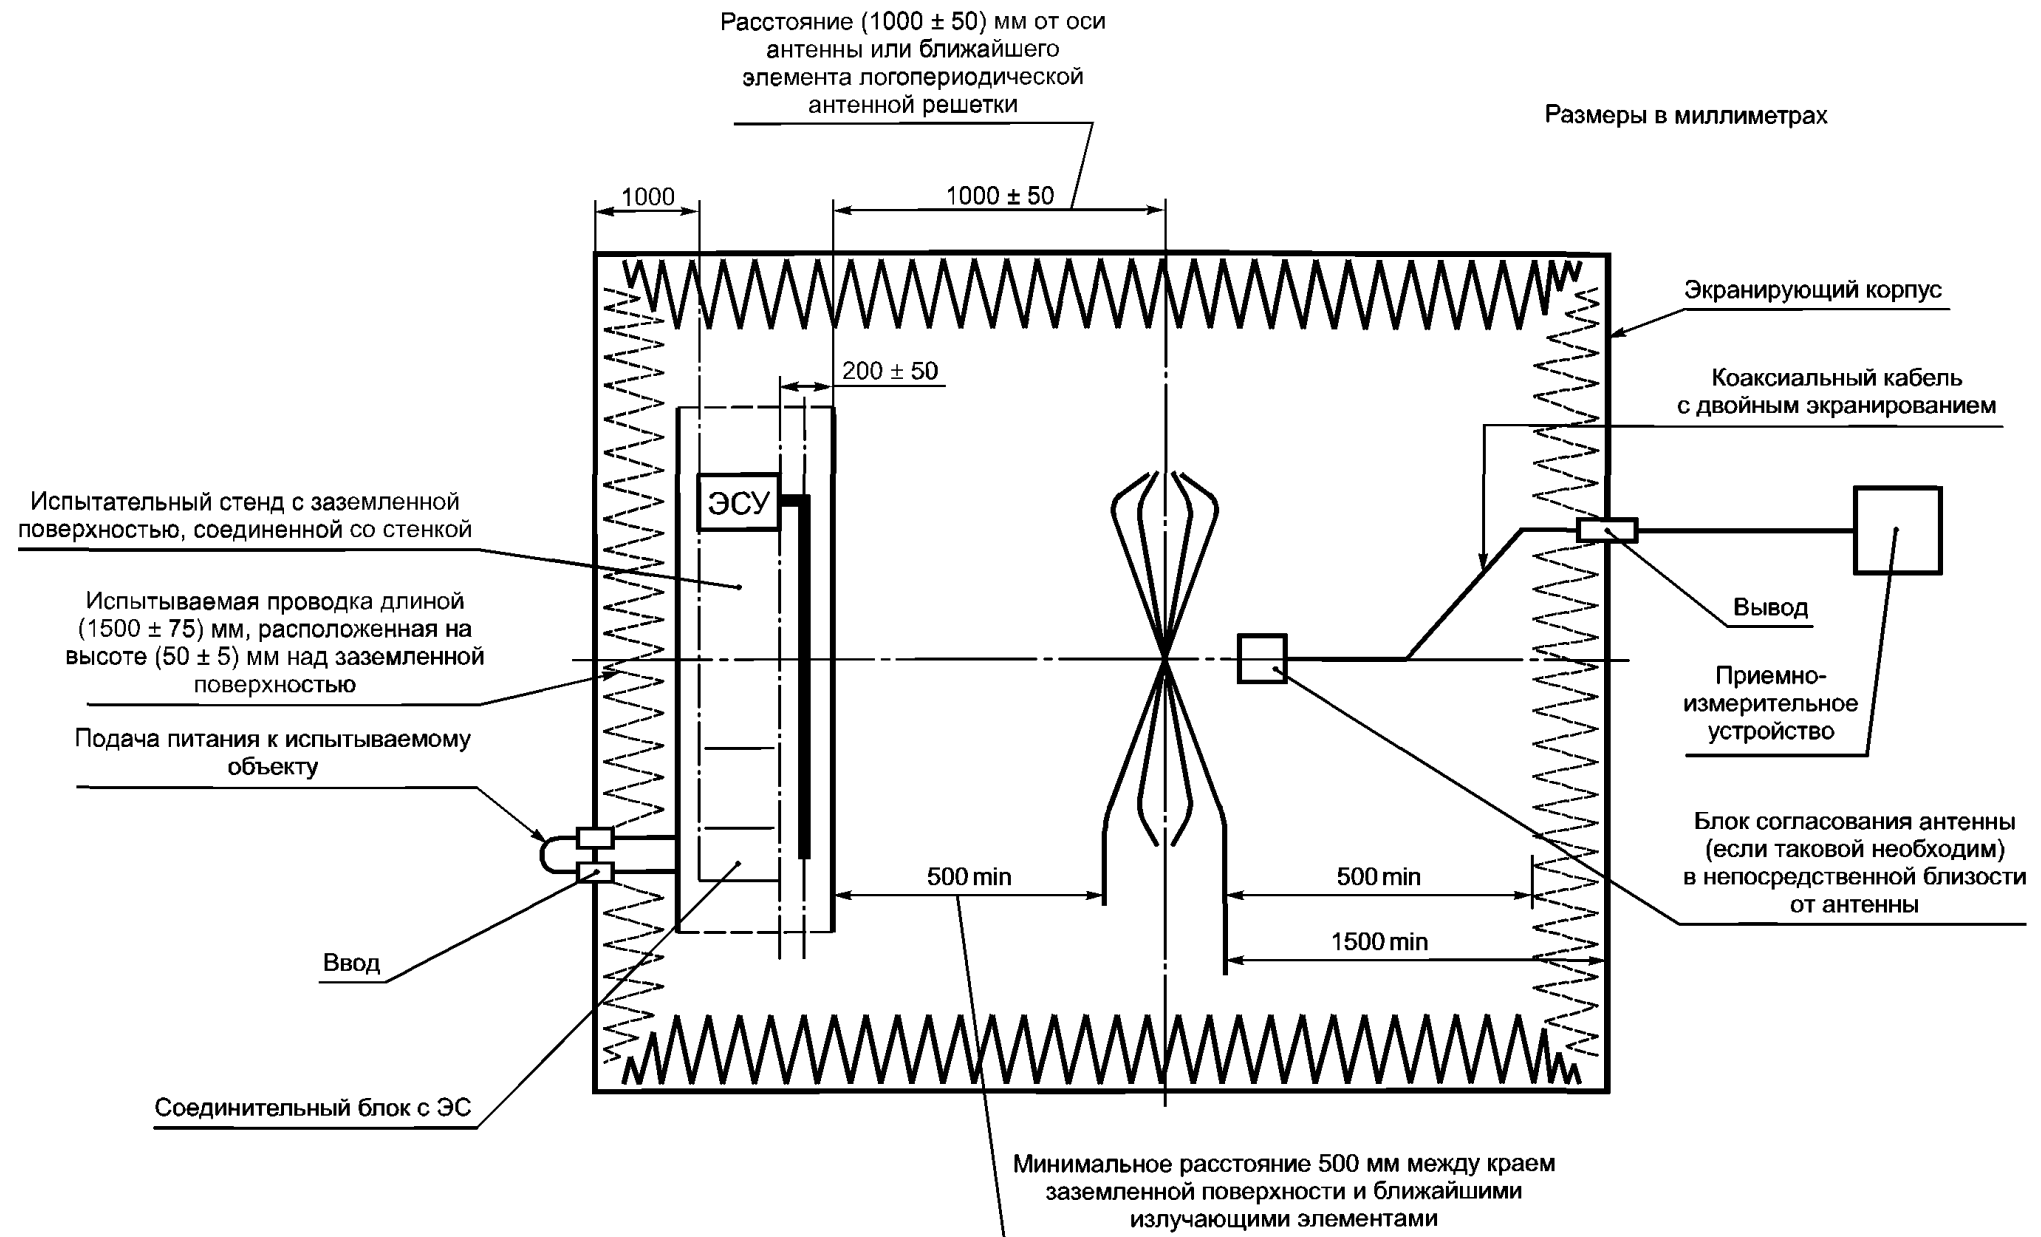 Расстояние (1000 ± 50) мм от оси
антенны или ближайшего
элемента логопериодической
антенной решетки
Размеры в миллиметрах
1000
1000 ± 50
Экранирующий корпус
200 ± 50
Коаксиальный кабель
с двойным экранированием
Испытательный стенд с заземленной
поверхностью, соединенной со стенкой
ЭСУ
Испытываемая проводка длиной
(1500 ± 75) мм, расположенная на
высоте (50 ± 5) мм над заземленной
поверхностью
Вывод
Приемно-
измерительное
устройство
Подача питания к испытываемому
объекту
Блок согласования антенны
(если таковой необходим)
в непосредственной близости
от антенны
500 min
500 min
1500 min
Ввод
Соединительный блок с ЭС
Минимальное расстояние 500 мм между краем
заземленной поверхности и ближайшими
излучающими элементами